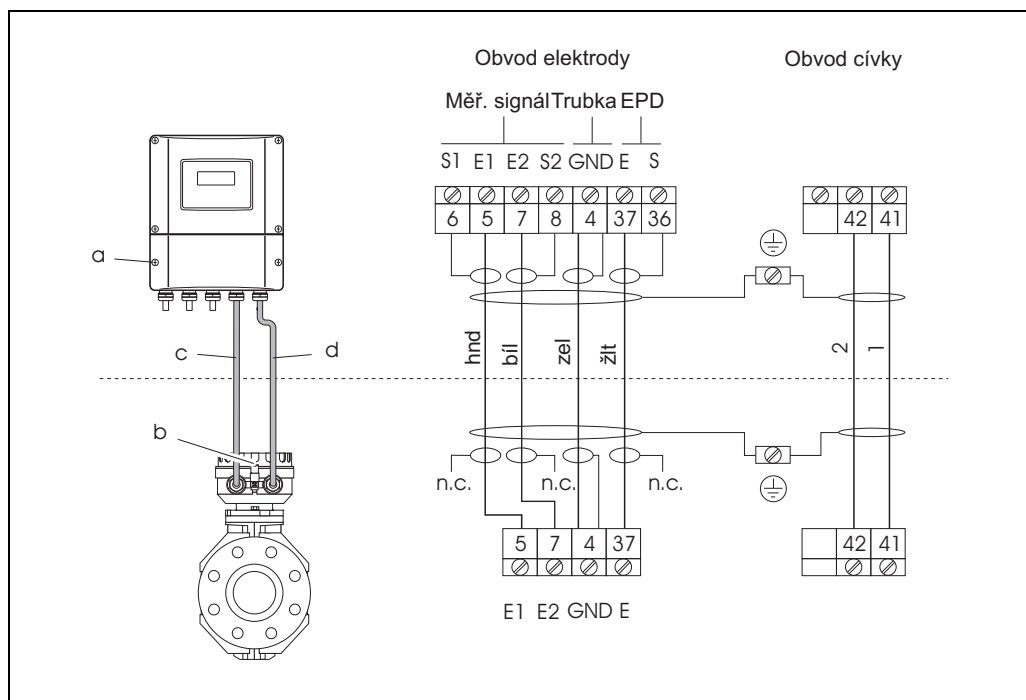 Obvod elektrody Obvod cívky
Měř. signál Trubka EPD
S1 E1 E2 S2 GND E S
6 5 7 8 4 37 36 42 41
a
hnd bíl zel žlt 2 1
c d
b
n.c. n.c. n.c.
5 7 4 37 42 41
E1 E2 GND E